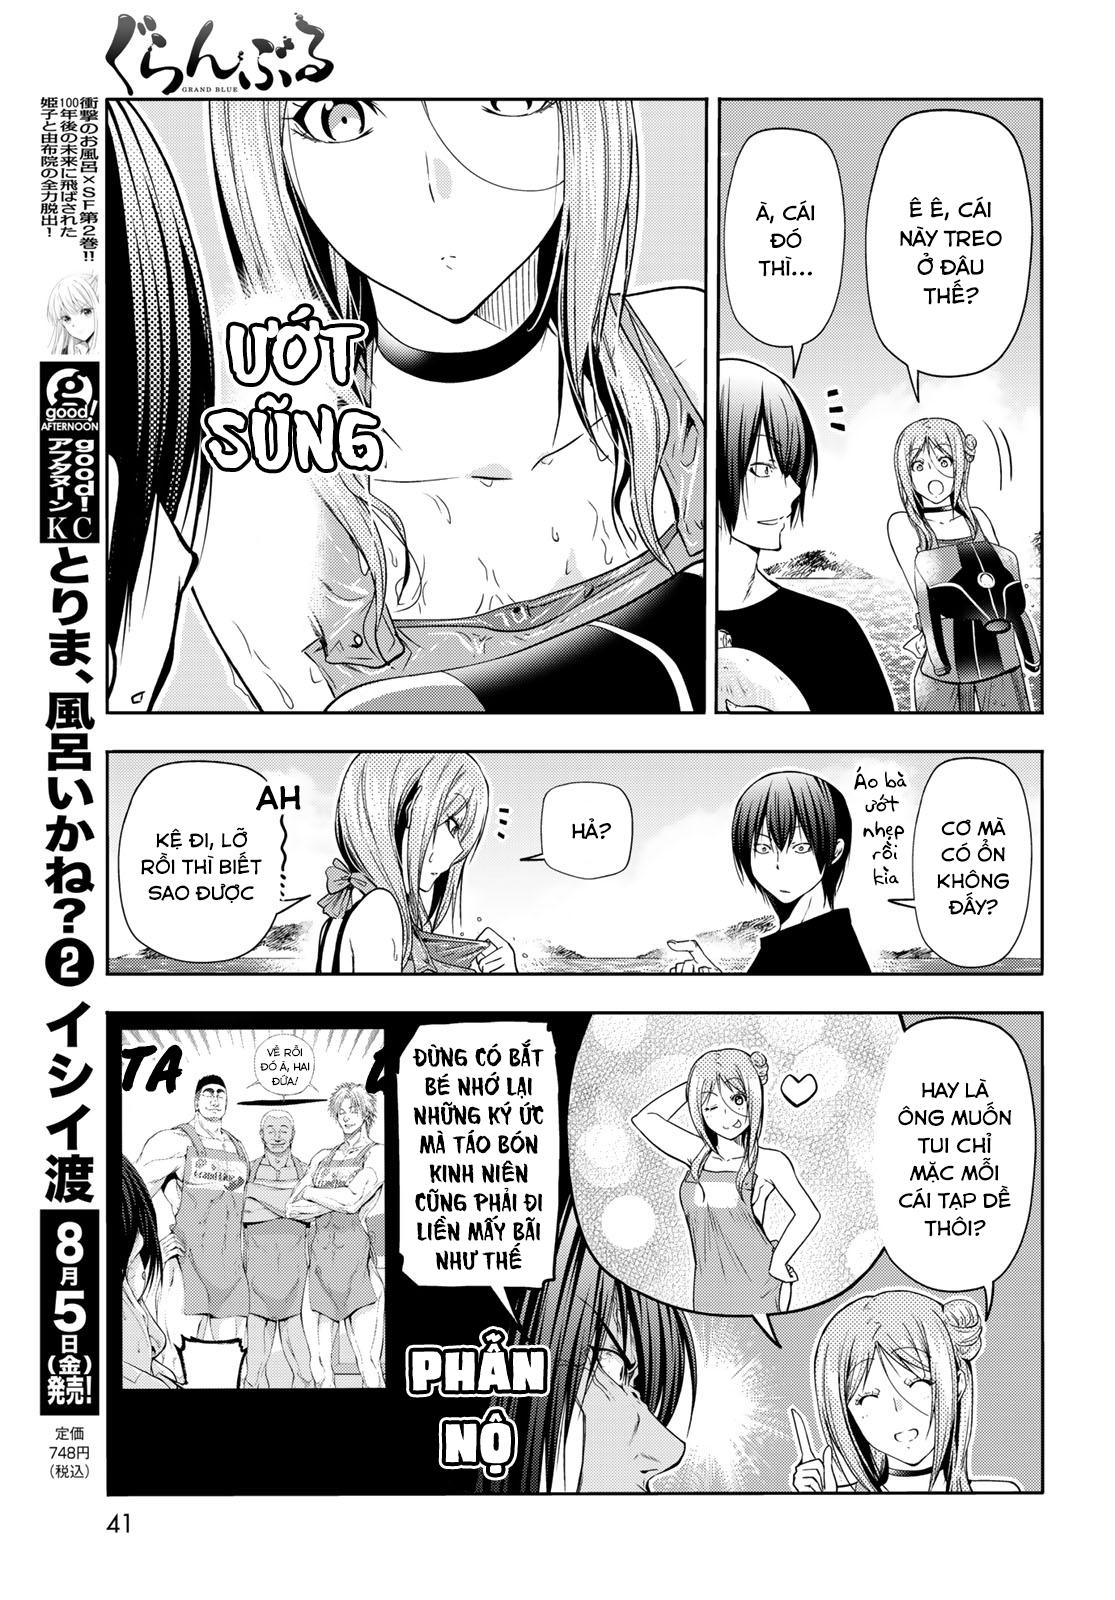 ぐらんぶる
GRAND BLUE
衝撃のお風呂×SF第2巻!!
100年後の未来に飛ばされた
姫子と由布院の全力脱出!
good!
AFTERNOON
good!
アフタヌーン
KC
とりま、風呂いかね?❷イシイ渡
8月5日(金)発売!
定価
748円
(税込)
Ê Ê, CÁI
NÀY TREO
Ở ĐÂU
THẾ?
À, CÁI
ĐÓ
THÌ...
ƯỚT
SŨNG
CƠ MÀ
CÓ ỔN
KHÔNG
ĐẤY?
Áo bà
ướt
nhẹp
rồi
kìa
HẢ?
AH
KỆ ĐI, LỠ
RỒI THÌ BIẾT
SAO ĐƯỢC
HAY LÀ
ÔNG MUỐN
TUI CHỈ
MẶC MỖI
CÁI TẠP DỀ
THÔI?
ĐỪNG CÓ BẮT
BÉ NHỚ LẠI
NHỮNG KÝ ỨC
MÀ TÁO BÓN
KINH NIÊN
CŨNG PHẢI ĐI
LIỀN MẤY BÃI
NHƯ THẾ
PHẪN
NỘ
VỀ RỒI
ĐÓ À, HAI
ĐỨA!
TA
41